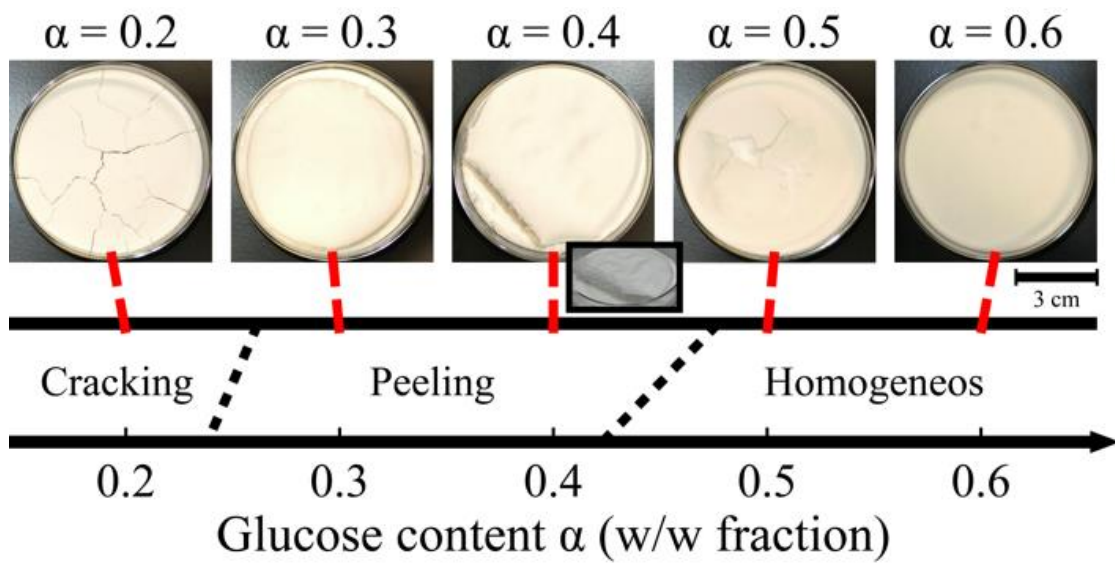 α = 0.2 α = 0.3 α = 0.4 α = 0.5 α = 0.6
3 cm
Cracking Peeling Homogeneos
0.2 0.3 0.4 0.5 0.6
Glucose content α (w/w fraction)